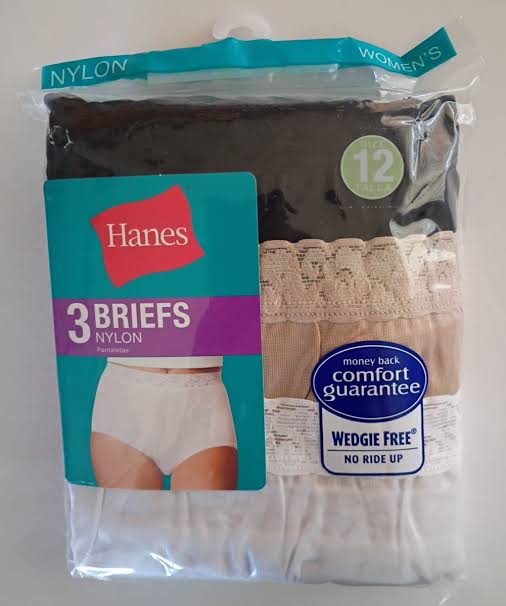 NYLON
WOMEN'S
SIZE
12
TALLA
Hanes
3 BRIEFS
NYLON
Pantaletas
money back
comfort
guarantee
WEDGIE FREE®
NO RIDE UP